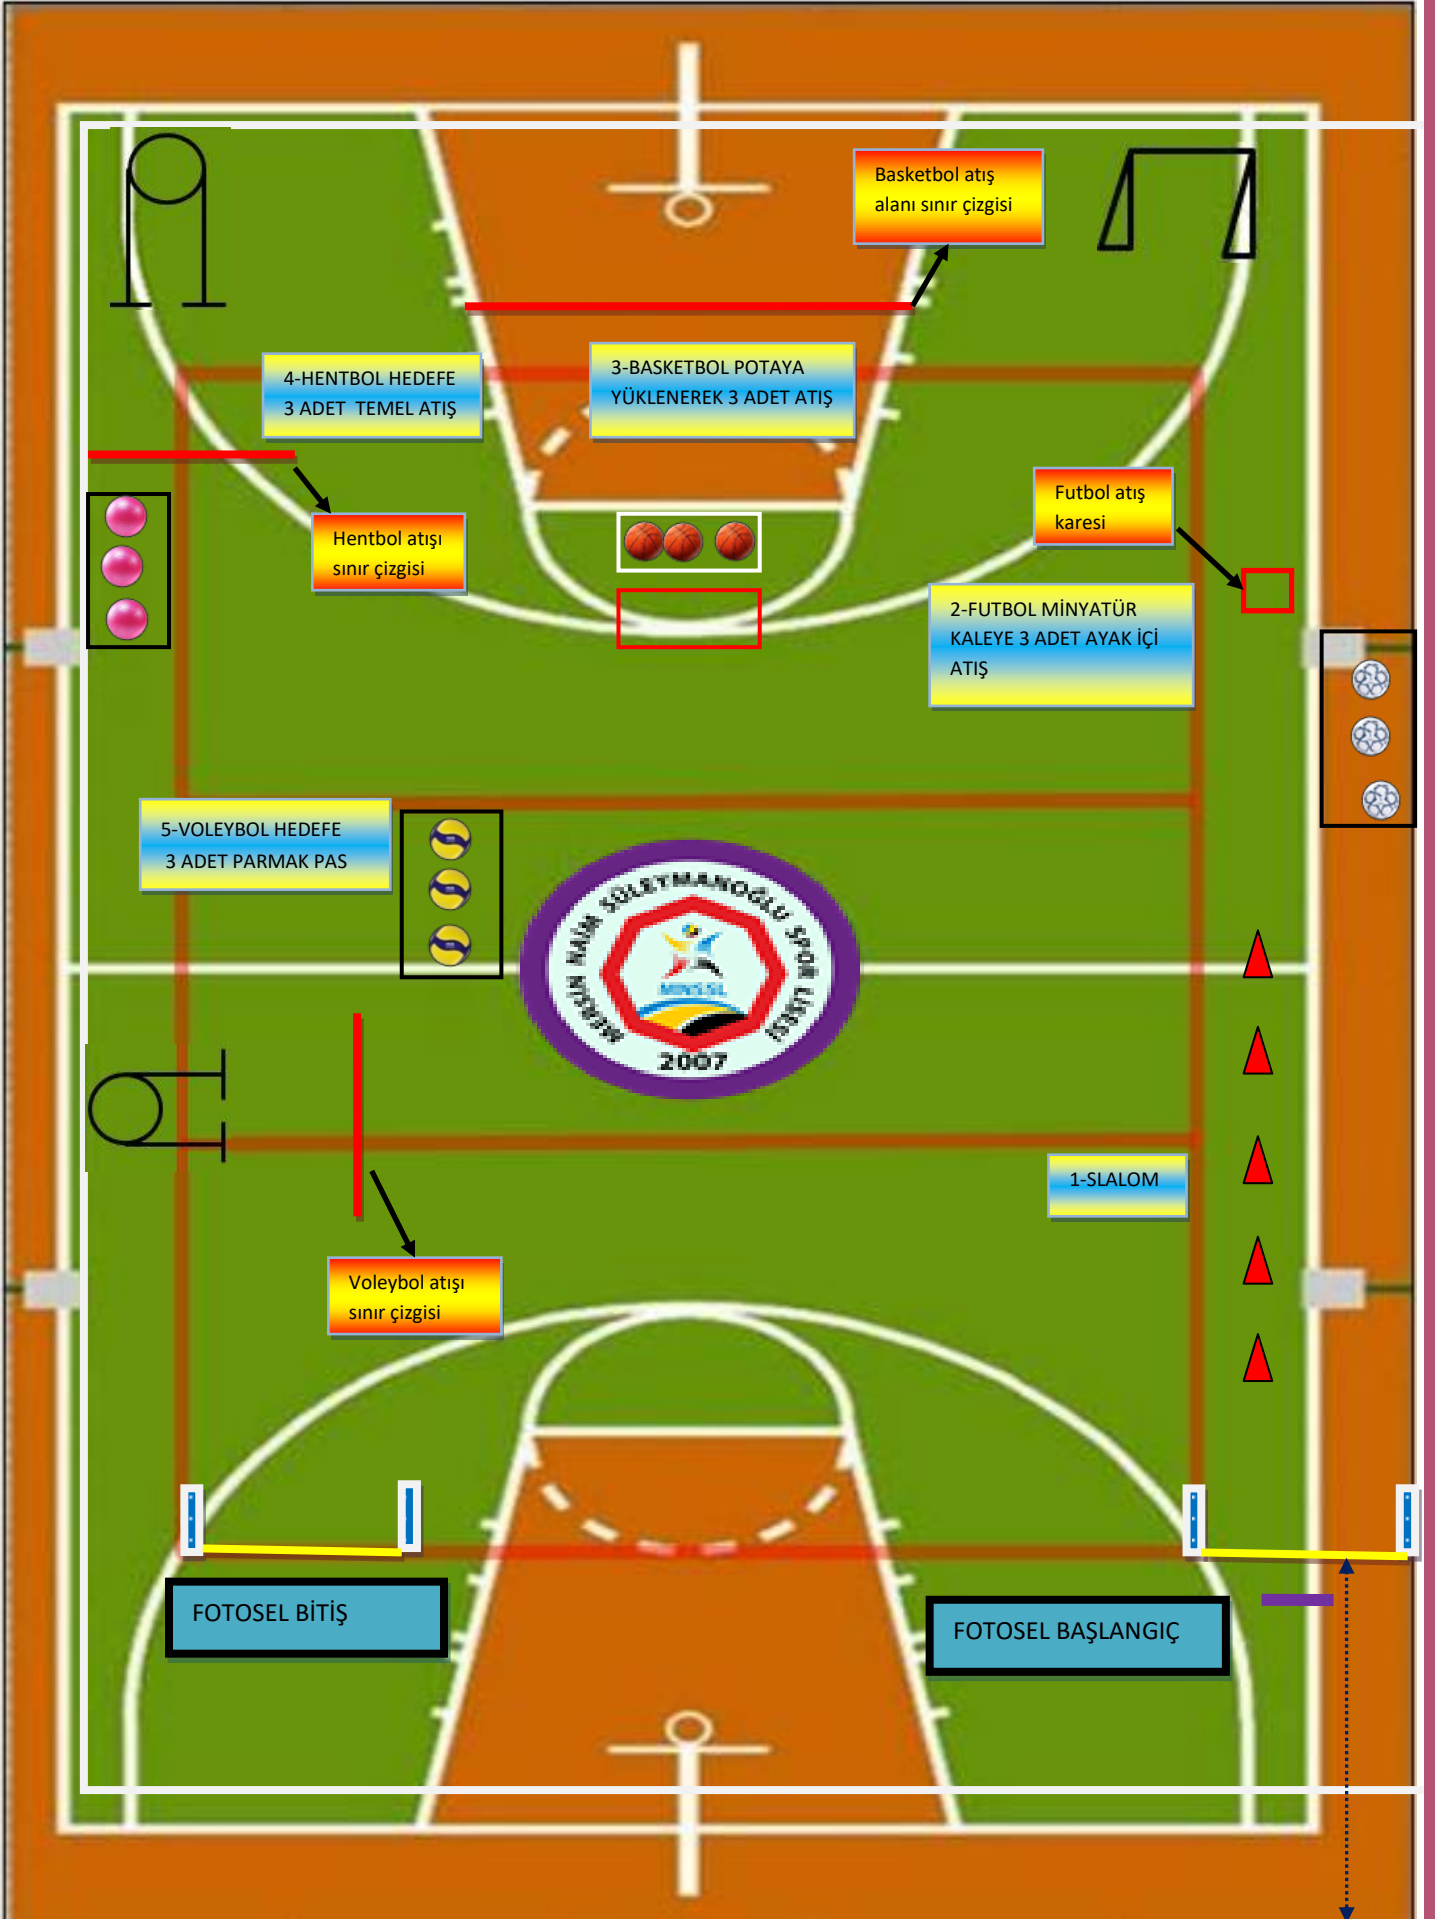 Basketbol atış
alanı sınır çizgisi
4-HENTBOL HEDEFE
3 ADET TEMEL ATIŞ
3-BASKETBOL POTAYA
YÜKLENEREK 3 ADET ATIŞ
Futbol atış
karesi
Hentbol atışı
sınır çizgisi
2-FUTBOL MİNYATÜR
KALEYE 3 ADET AYAK İÇİ
ATIŞ
5-VOLEYBOL HEDEFE
3 ADET PARMAK PAS
MERSİN NAİM SÜLEYMANOĞLU SPOR LİSESİ
MNSSL
2007
1-SLALOM
Voleybol atışı
sınır çizgisi
FOTOSEL BİTİŞ
FOTOSEL BAŞLANGIÇ